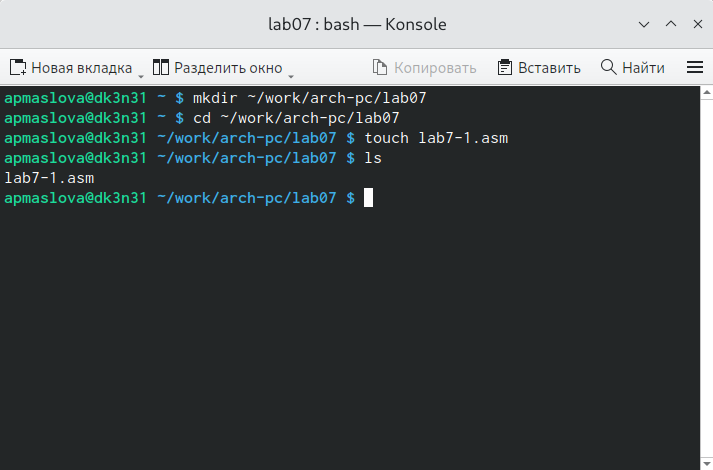 lab07 : bash — Konsole
Новая вкладка Разделить окно Копировать Вставить Найти
apmaslova@dk3n31 ~ $ mkdir ~/work/arch-pc/lab07
apmaslova@dk3n31 ~ $ cd ~/work/arch-pc/lab07
apmaslova@dk3n31 ~/work/arch-pc/lab07 $ touch lab7-1.asm
apmaslova@dk3n31 ~/work/arch-pc/lab07 $ ls
lab7-1.asm
apmaslova@dk3n31 ~/work/arch-pc/lab07 $